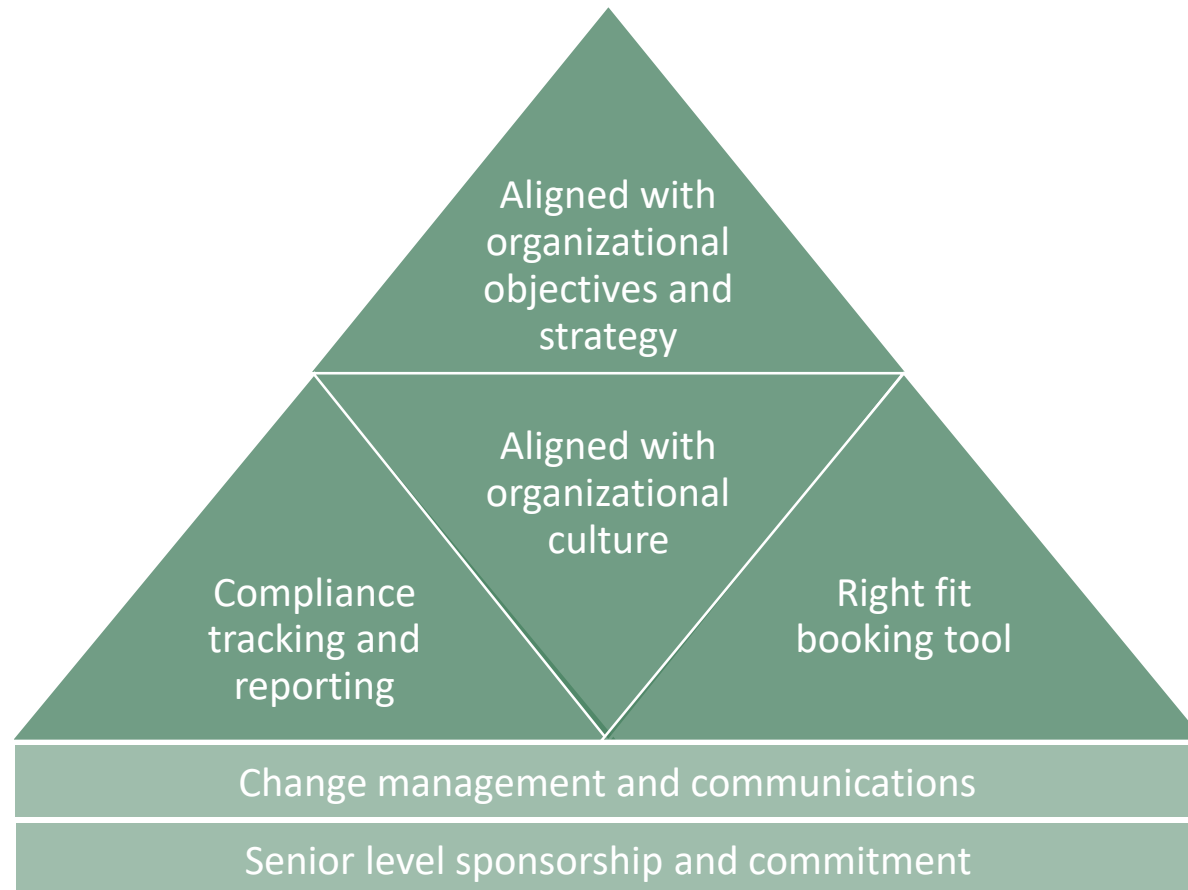 Aligned with
organizational
objectives and
strategy
Aligned with
organizational
culture
Compliance
tracking and
reporting
Right fit
booking tool
Change management and communications
Senior level sponsorship and commitment